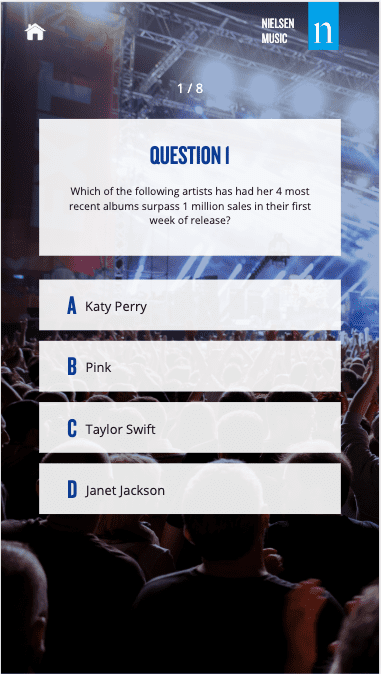 NIELSEN
MUSIC
n
1 / 8
QUESTION 1
Which of the following artists has had her 4 most
recent albums surpass 1 million sales in their first
week of release?
A Katy Perry
B Pink
C Taylor Swift
D Janet Jackson